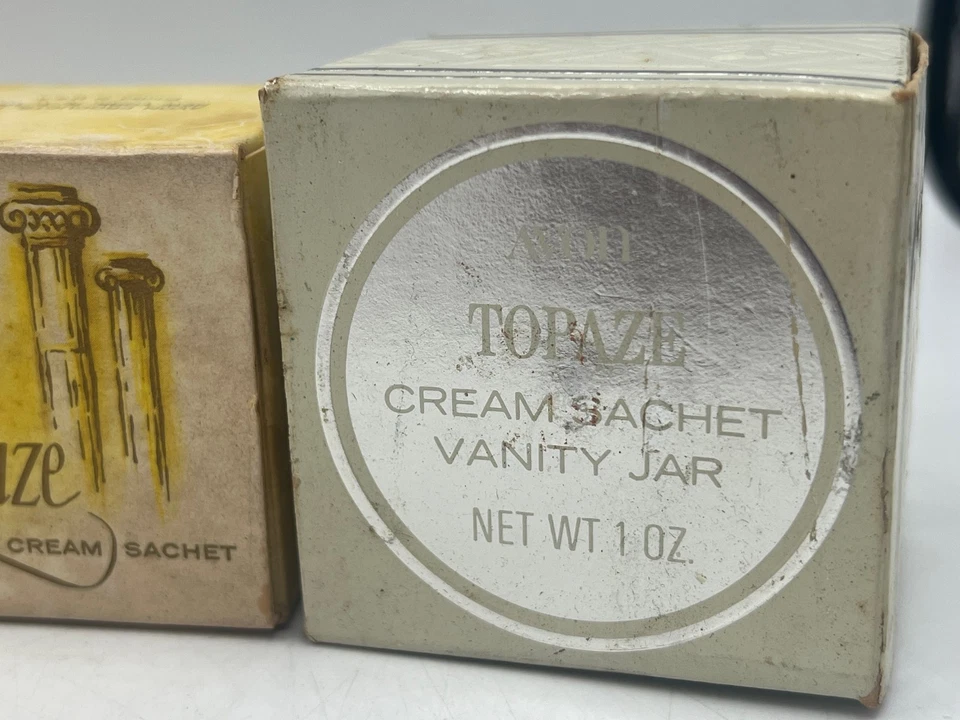 aze
CREAM SACHET
AVON
TOPAZE
CREAM SACHET
VANITY JAR
NET WT 1 OZ.